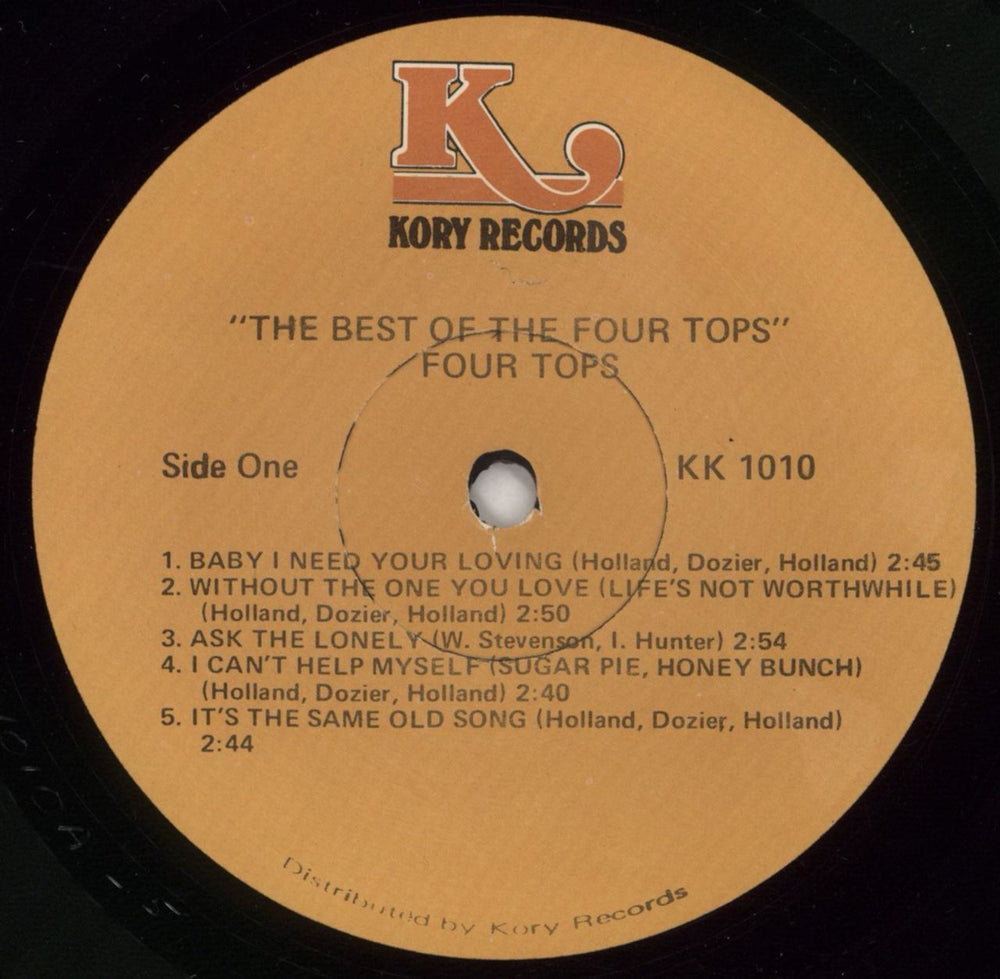 K
KORY RECORDS
"THE BEST OF THE FOUR TOPS"
FOUR TOPS
Side One
KK 1010
1. BABY I NEED YOUR LOVING (Holland, Dozier, Holland) 2:45
2. WITHOUT THE ONE YOU LOVE (LIFE'S NOT WORTHWHILE)
(Holland, Dozier, Holland) 2:50
3. ASK THE LONELY (W. Stevenson, I. Hunter) 2:54
4. I CAN'T HELP MYSELF (SUGAR PIE, HONEY BUNCH)
(Holland, Dozier, Holland) 2:40
5. IT'S THE SAME OLD SONG (Holland, Dozier, Holland)
2:44
Distributed by Kory Records